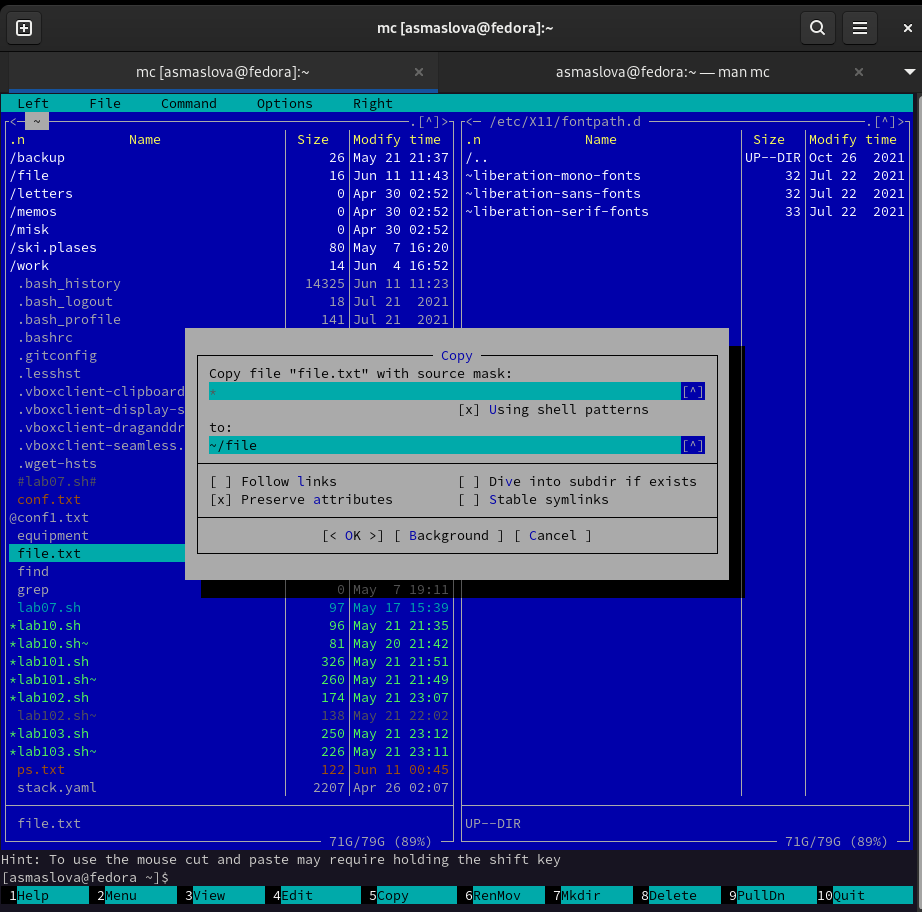 mc [asmaslova@fedora]:~
mc [asmaslova@fedora]:~ × asmaslova@fedora:~ — man mc ×
Left File Command Options Right
<─ ~ .[^]> <─ /etc/X11/fontpath.d .[^]>
.n Name Size Modify time .n Name Size Modify time
/backup 26 May 21 21:37 /.. UP--DIR Oct 26 2021
/file 16 Jun 11 11:43 ~liberation-mono-fonts 32 Jul 22 2021
/letters 0 Apr 30 02:52 ~liberation-sans-fonts 32 Jul 22 2021
/memos 0 Apr 30 02:52 ~liberation-serif-fonts 33 Jul 22 2021
/misk 0 Apr 30 02:52
/ski.plases 80 May 7 16:20
/work 14 Jun 4 16:52
.bash_history 14325 Jun 11 11:23
.bash_logout 18 Jul 21 2021
.bash_profile 141 Jul 21 2021
.bashrc
.gitconfig Copy
.lesshst Copy file "file.txt" with source mask:
.vboxclient-clipboard * [^]
.vboxclient-display-s [x] Using shell patterns
.vboxclient-draganddr to:
.vboxclient-seamless. ~/file [^]
.wget-hsts
#lab07.sh# [ ] Follow links [ ] Dive into subdir if exists
conf.txt [x] Preserve attributes [ ] Stable symlinks
@conf1.txt
equipment [< OK >] [ Background ] [ Cancel ]
file.txt
find
grep 0 May 7 19:11
lab07.sh 97 May 17 15:39
*lab10.sh 96 May 21 21:35
*lab10.sh~ 81 May 20 21:42
*lab101.sh 326 May 21 21:51
*lab101.sh~ 260 May 21 21:49
*lab102.sh 174 May 21 23:07
lab102.sh~ 138 May 21 22:02
*lab103.sh 250 May 21 23:12
*lab103.sh~ 226 May 21 23:11
ps.txt 122 Jun 11 00:45
stack.yaml 2207 Apr 26 02:07
file.txt UP--DIR
71G/79G (89%) 71G/79G (89%)
Hint: To use the mouse cut and paste may require holding the shift key
[asmaslova@fedora ~]$
1Help 2Menu 3View 4Edit 5Copy 6RenMov 7Mkdir 8Delete 9PullDn 10Quit